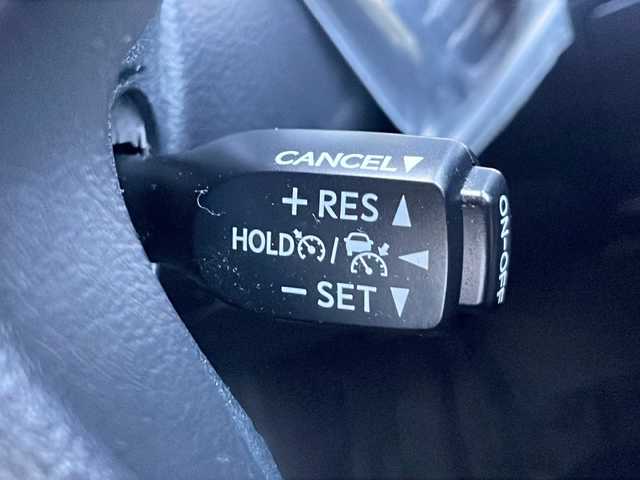 CANCEL▼
+ RES ▲
HOLD / ◀
− SET ▼
ON-OFF